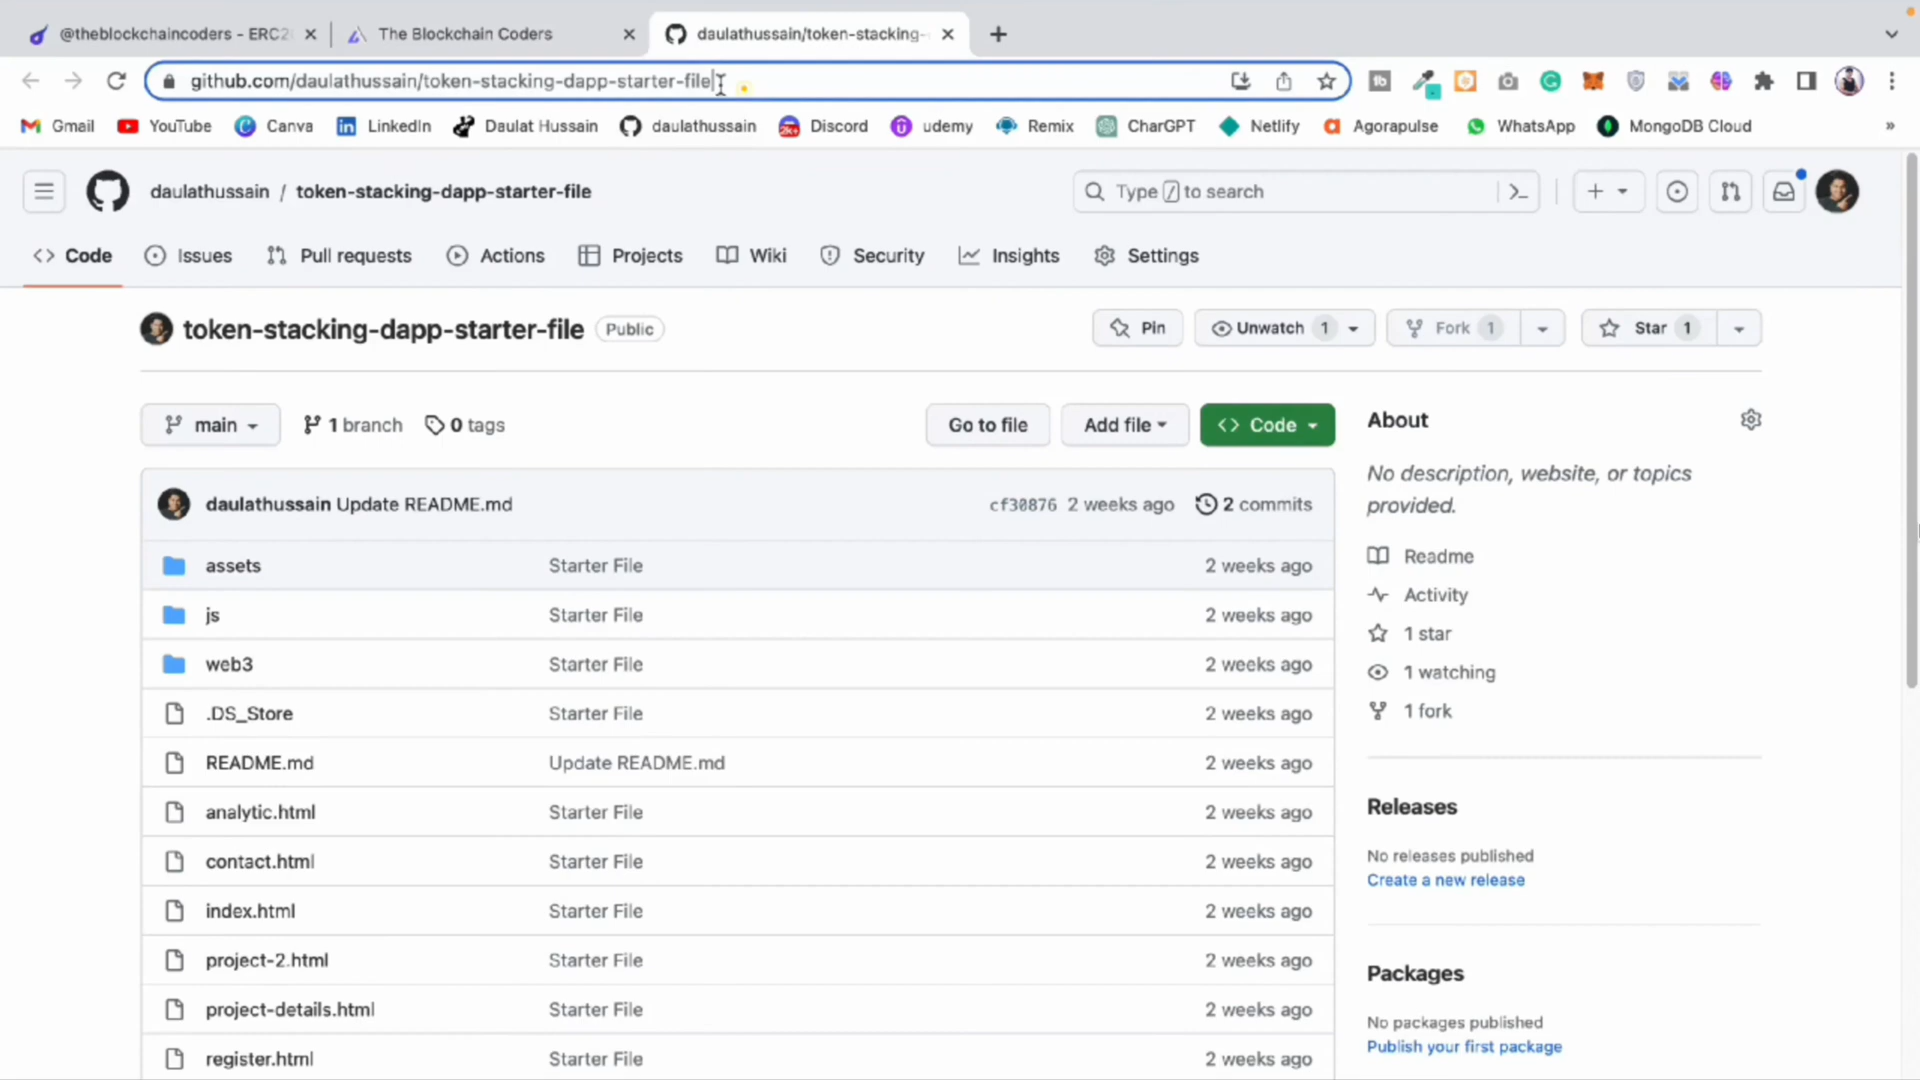 @theblockchaincoders - ERC2
The Blockchain Coders
daulathussain/token-stacking-
github.com/daulathussain/token-stacking-dapp-starter-file
Gmail YouTube Canva LinkedIn Daulat Hussain daulathussain Discord udemy Remix CharGPT Netlify Agorapulse WhatsApp MongoDB Cloud »
daulathussain / token-stacking-dapp-starter-file
Type / to search
Code Issues Pull requests Actions Projects Wiki Security Insights Settings
token-stacking-dapp-starter-file Public
Pin Unwatch 1 Fork 1 Star 1
main 1 branch 0 tags Go to file Add file Code
daulathussain Update README.md cf30876 2 weeks ago 2 commits
assets Starter File 2 weeks ago
js Starter File 2 weeks ago
web3 Starter File 2 weeks ago
.DS_Store Starter File 2 weeks ago
README.md Update README.md 2 weeks ago
analytic.html Starter File 2 weeks ago
contact.html Starter File 2 weeks ago
index.html Starter File 2 weeks ago
project-2.html Starter File 2 weeks ago
project-details.html Starter File 2 weeks ago
register.html Starter File 2 weeks ago
About
No description, website, or topics
provided.
Readme
Activity
1 star
1 watching
1 fork
Releases
No releases published
Create a new release
Packages
No packages published
Publish your first package